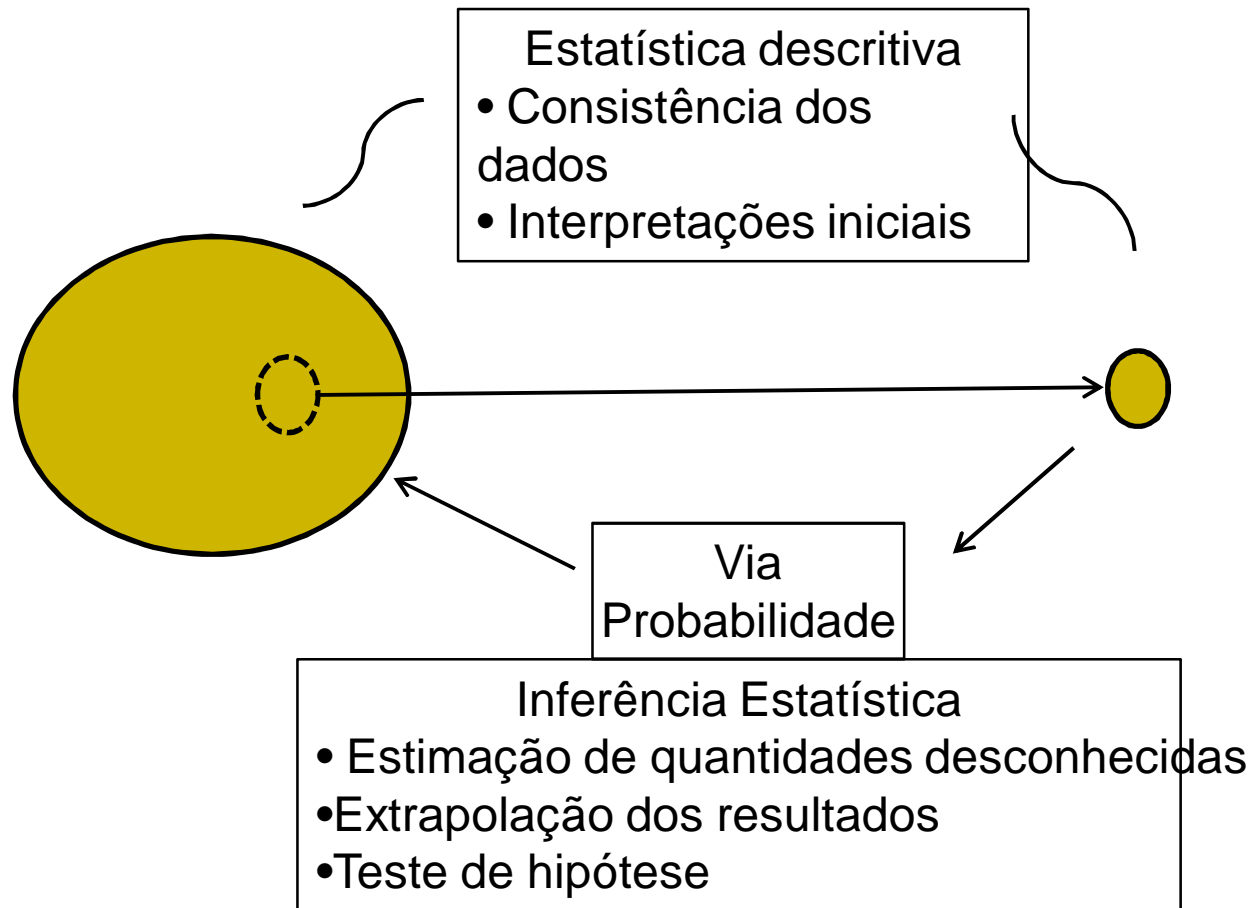 Estatística descritiva
• Consistência dos
dados
• Interpretações iniciais
Via
Probabilidade
Inferência Estatística
• Estimação de quantidades desconhecidas
•Extrapolação dos resultados
•Teste de hipótese